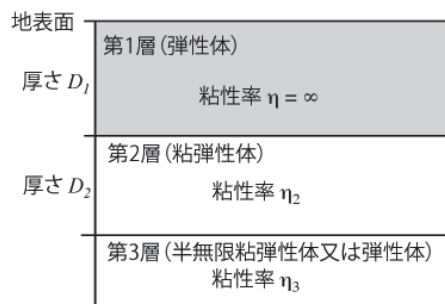 地表面
第1層（弾性体）
厚さ D1
粘性率 η = ∞
第2層（粘弾性体）
厚さ D2
粘性率 η2
第3層（半無限粘弾性体又は弾性体）
粘性率 η3